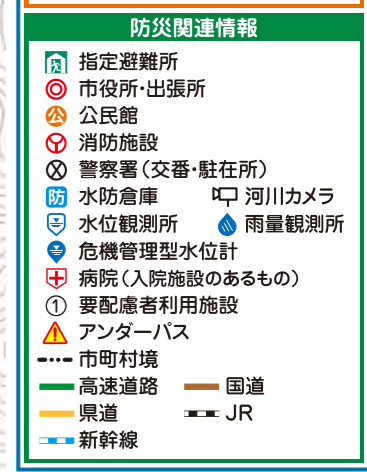 防災関連情報
指定避難所
市役所・出張所
公 公民館
消防施設
警察署（交番・駐在所）
防 水防倉庫 河川カメラ
水位観測所 雨量観測所
危機管理型水位計
病院（入院施設のあるもの）
① 要配慮者利用施設
アンダーパス
市町村境
高速道路 国道
県道 JR
新幹線